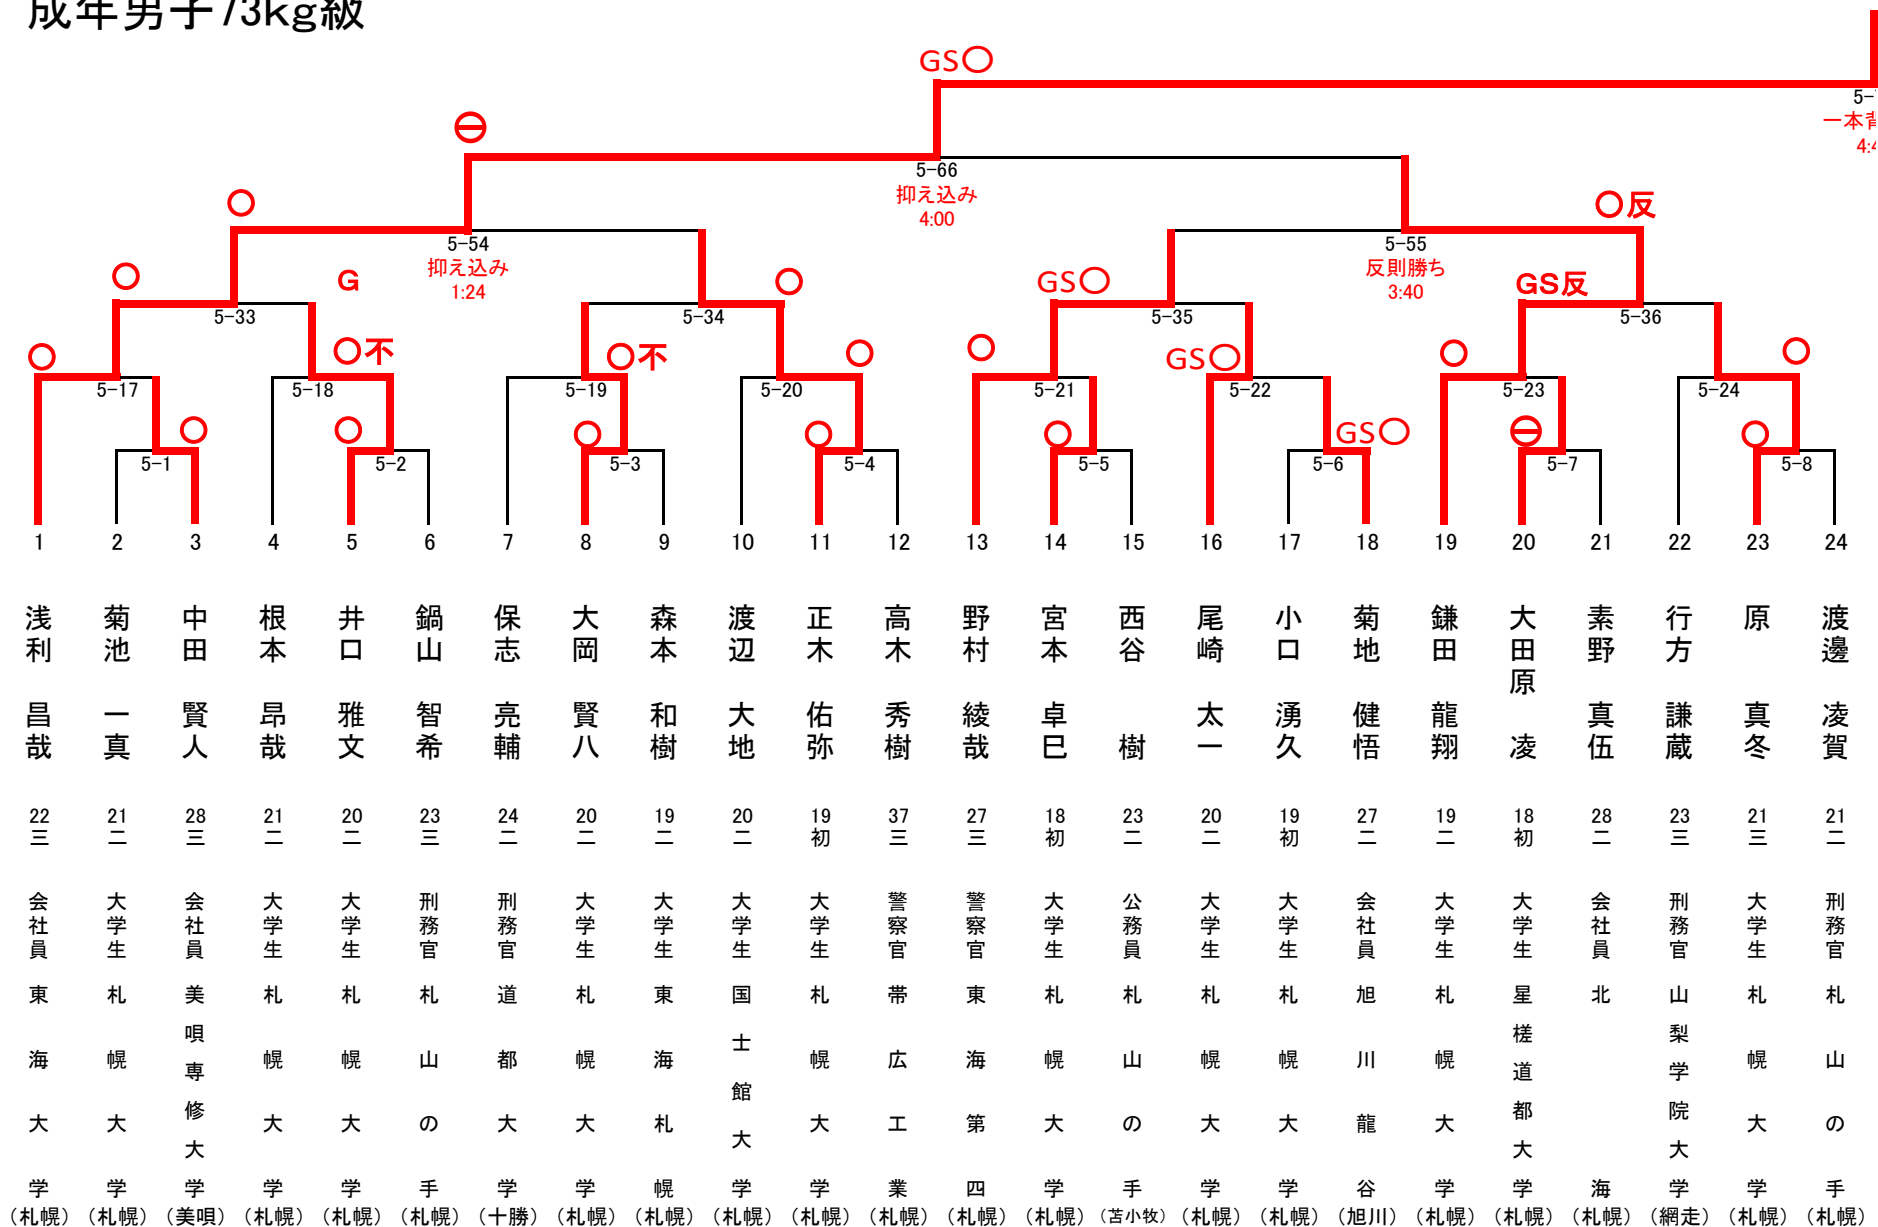 成年男子73kg級
GS○
5-
一本背
4:4
⊖
5-66
抑え込み
4:00
○
○反
5-54
抑え込み
1:24
5-55
反則勝ち
3:40
○
G
○
GS○
GS反
5-33
5-34
5-35
5-36
○
○不
○不
○
○
GS○
○
○
5-17
5-18
5-19
5-20
5-21
5-22
5-23
5-24
○
○
○
○
○
GS○
⊖
○
5-1
5-2
5-3
5-4
5-5
5-6
5-7
5-8
1 2 3 4 5 6 7 8 9 10 11 12 13 14 15 16 17 18 19 20 21 22 23 24
浅利 昌哉
菊池 一真
中田 賢人
根本 昂哉
井口 雅文
鍋山 智希
保志 亮輔
大岡 賢八
森本 和樹
渡辺 大地
正木 佑弥
高木 秀樹
野村 綾哉
宮本 卓巳
西谷 樹
尾崎 太一
小口 湧久
菊地 健悟
鎌田 龍翔
大田原 凌
素野 真伍
行方 謙蔵
原 真冬
渡邊 凌賀
22 21 28 21 20 23 24 20 19 20 19 37 27 18 23 20 19 27 19 18 28 23 21 21
三 二 三 二 二 三 二 二 二 二 初 三 三 初 二 二 初 二 二 初 二 三 三 二
会社員
大学生
会社員
大学生
大学生
刑務官
刑務官
大学生
大学生
大学生
大学生
警察官
警察官
大学生
公務員
大学生
大学生
会社員
大学生
大学生
会社員
刑務官
大学生
刑務官
東海大学
札幌大学
美唄専修大学
札幌大学
札幌大学
札山の手
道都大学
札幌大学
東海札幌
国士館大学
札幌大学
帯広工業
東海第四
札幌大学
札山の手
札幌大学
札幌大学
旭川龍谷
札幌大学
星槎道都大学
北海
山梨学院大学
札幌大学
札山の手
（札幌） （札幌） （美唄） （札幌） （札幌） （札幌） （十勝） （札幌） （札幌） （札幌） （札幌） （札幌） （札幌） （札幌） （苫小牧） （札幌） （札幌） （旭川） （札幌） （札幌） （札幌） （網走） （札幌） （札幌）